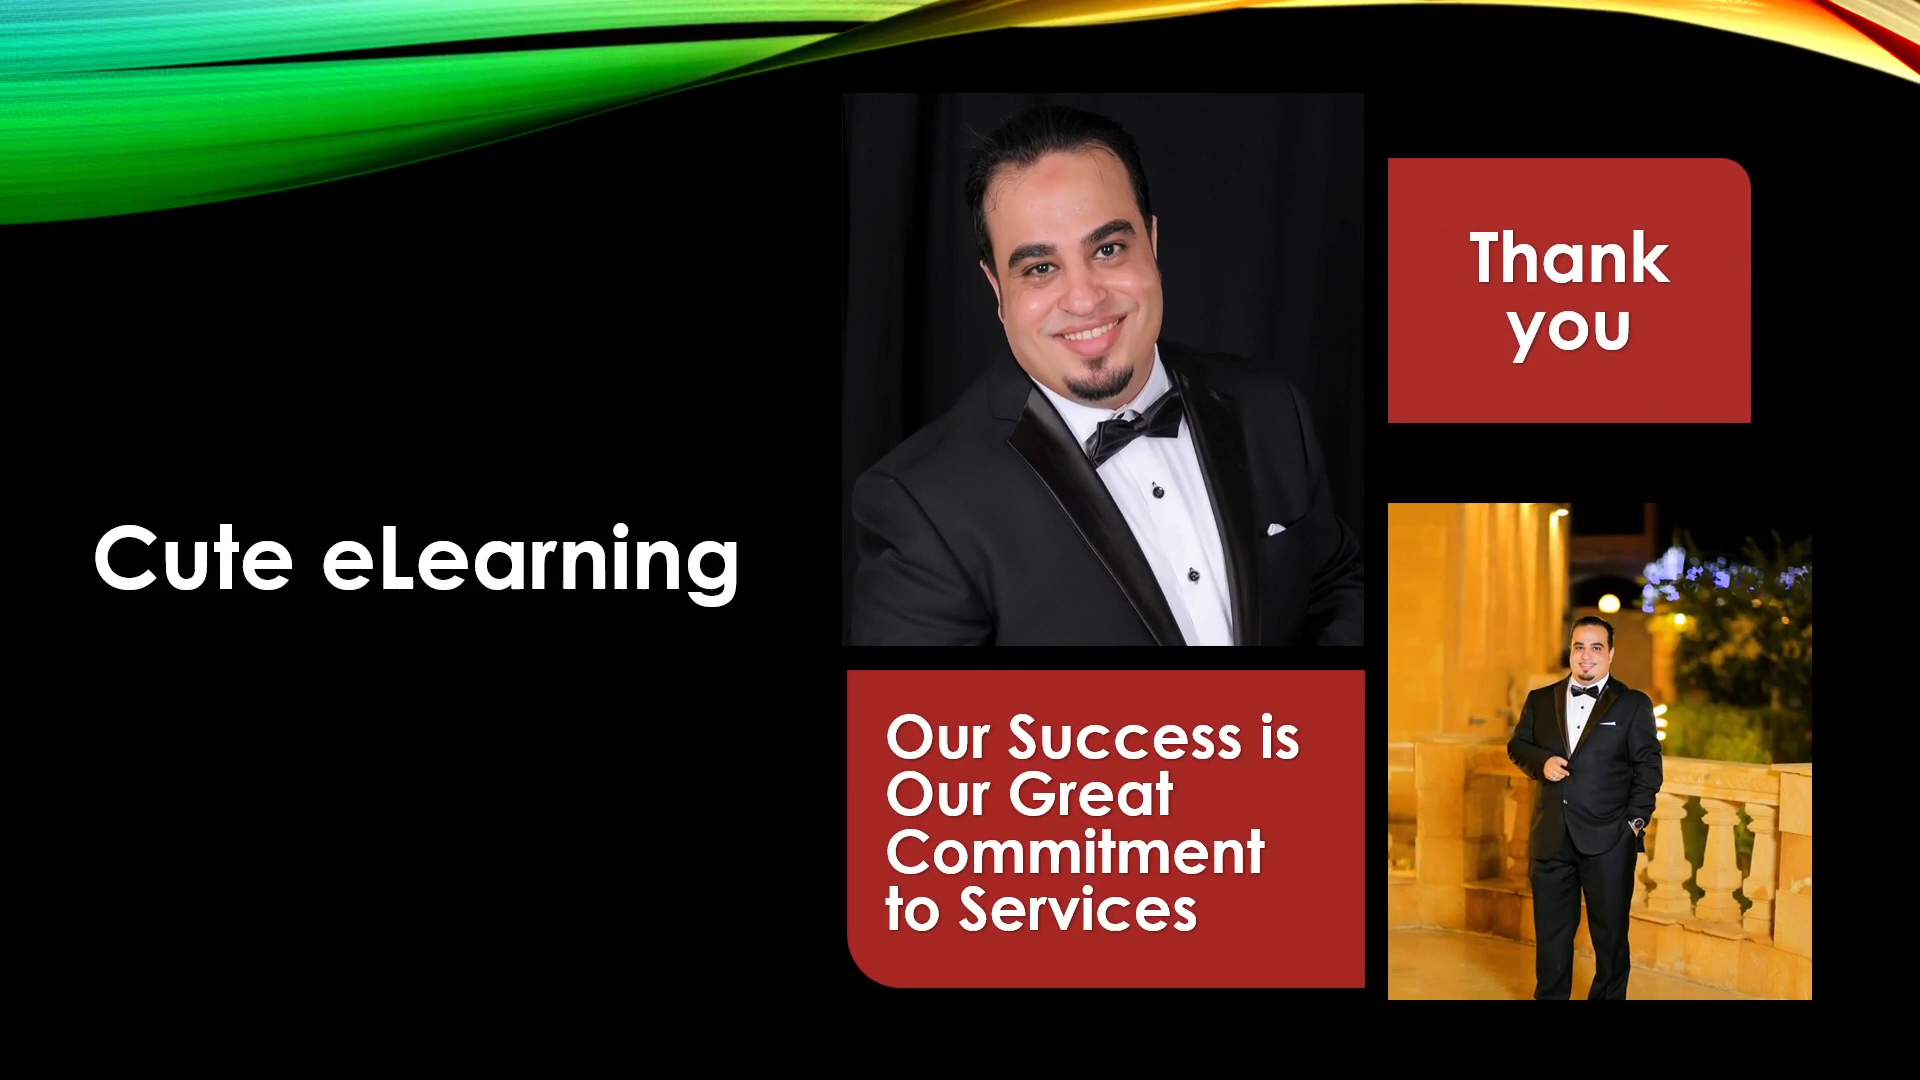 Cute eLearning
Thank
you
Our Success is
Our Great
Commitment
to Services